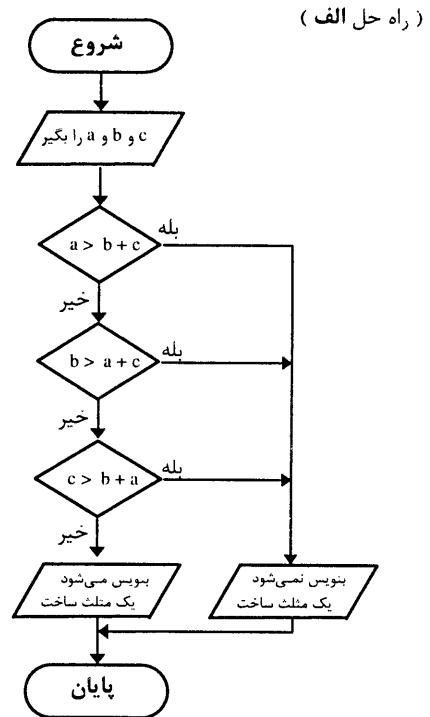 ( راه حل الف )
شروع
a و b و c را بگیر
a > b + c
بله
خیر
b > a + c
بله
خیر
c > b + a
بله
خیر
بنویس می‌شود
یک مثلث ساخت
بنویس نمی‌شود
یک مثلث ساخت
پایان